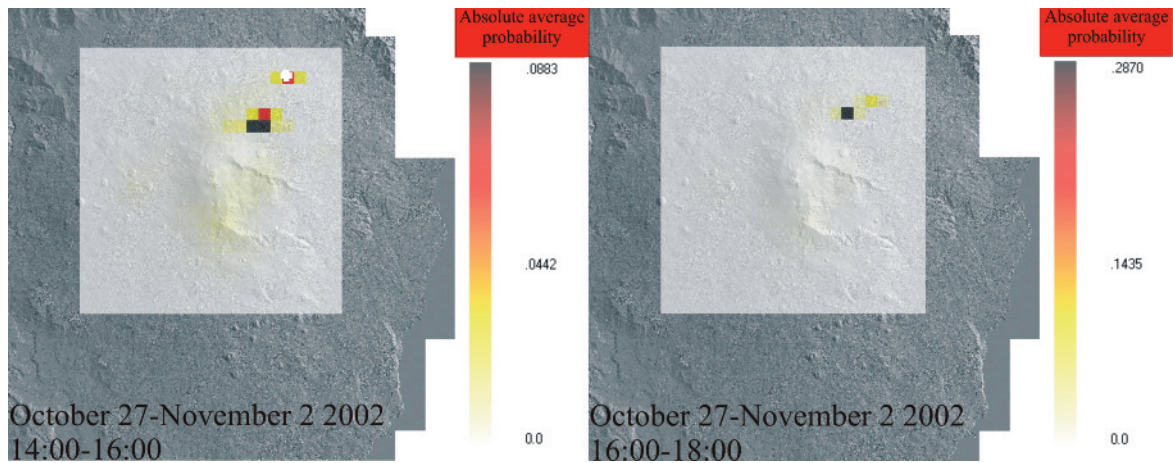 Absolute average
probability
.0883
.0442
0.0
October 27-November 2 2002
14:00-16:00
Absolute average
probability
.2870
.1435
0.0
October 27-November 2 2002
16:00-18:00